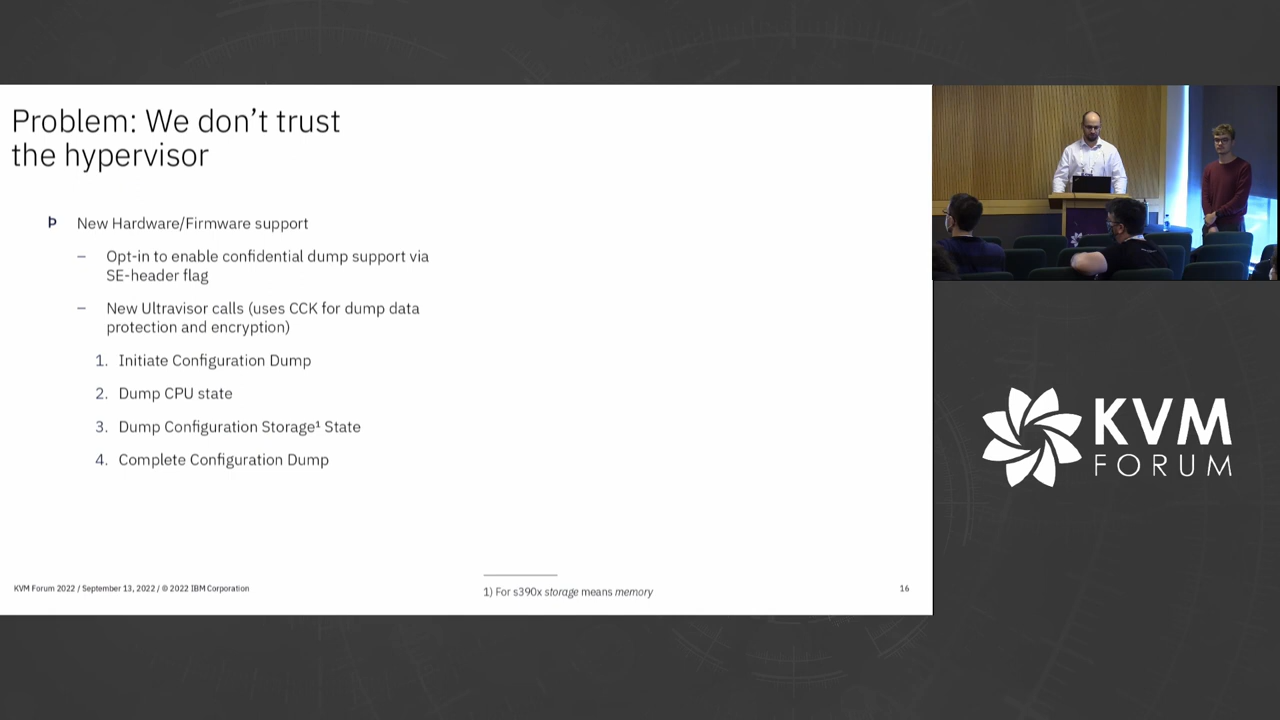 Problem: We don't trust
the hypervisor
Þ New Hardware/Firmware support
– Opt-in to enable confidential dump support via
SE-header flag
– New Ultravisor calls (uses CCK for dump data
protection and encryption)
1. Initiate Configuration Dump
2. Dump CPU state
3. Dump Configuration Storage¹ State
4. Complete Configuration Dump
1) For s390x storage means memory
KVM Forum 2022 / September 13, 2022 / © 2022 IBM Corporation
16
KVM
FORUM